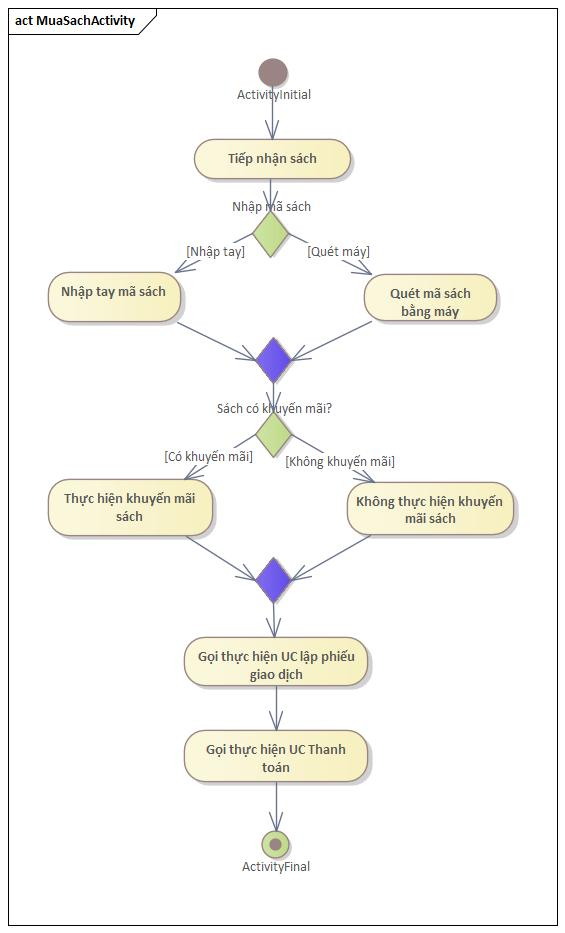 act MuaSachActivity
ActivityInitial
Tiếp nhận sách
Nhập mã sách
[Nhập tay]
[Quét máy]
Nhập tay mã sách
Quét mã sách
bằng máy
Sách có khuyến mãi?
[Có khuyến mãi]
[Không khuyến mãi]
Thực hiện khuyến mãi
sách
Không thực hiện khuyến
mãi sách
Gọi thực hiện UC lập phiếu
giao dịch
Gọi thực hiện UC Thanh
toán
ActivityFinal